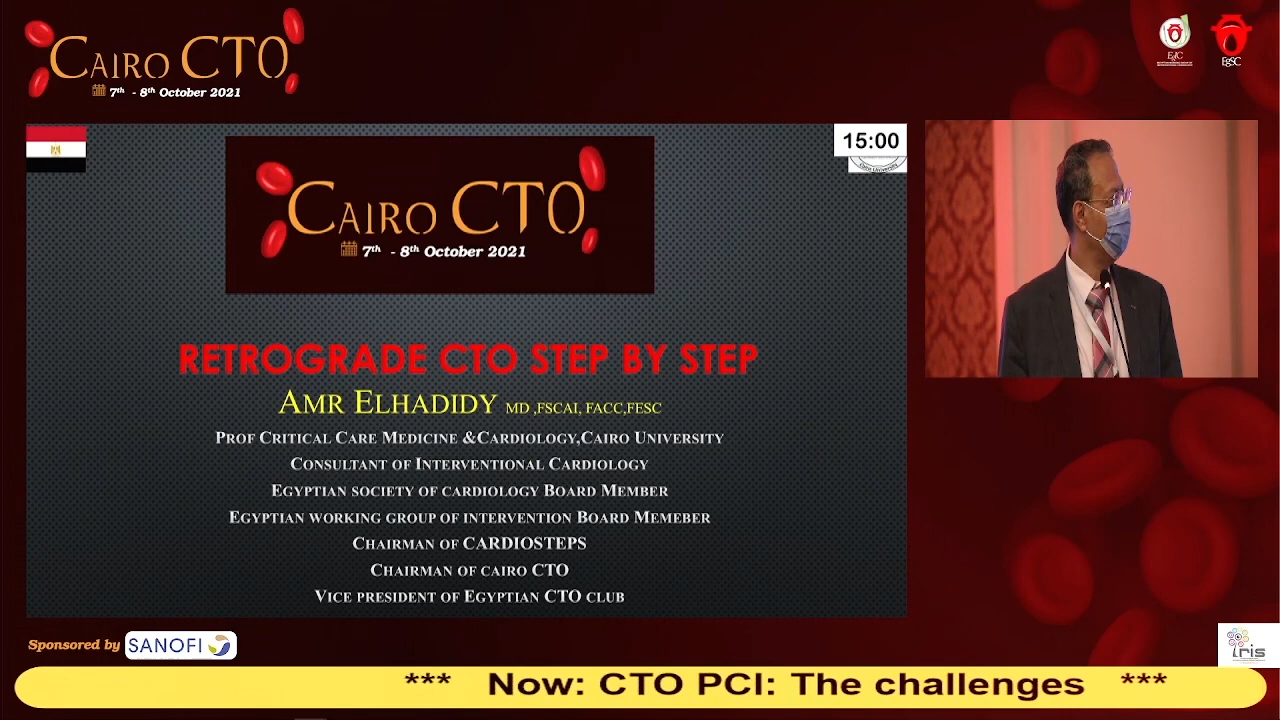 CAIRO CTO
7th - 8th October 2021
EgSC
15:00
Cairo University
CAIRO CTO
7th - 8th October 2021
RETROGRADE CTO STEP BY STEP
AMR ELHADIDY MD ,FSCAI, FACC,FESC
PROF CRITICAL CARE MEDICINE &CARDIOLOGY,CAIRO UNIVERSITY
CONSULTANT OF INTERVENTIONAL CARDIOLOGY
EGYPTIAN SOCIETY OF CARDIOLOGY BOARD MEMBER
EGYPTIAN WORKING GROUP OF INTERVENTION BOARD MEMEBER
CHAIRMAN OF CARDIOSTEPS
CHAIRMAN OF CAIRO CTO
VICE PRESIDENT OF EGYPTIAN CTO CLUB
Sponsored by SANOFI
iris
*** Now: CTO PCI: The challenges ***